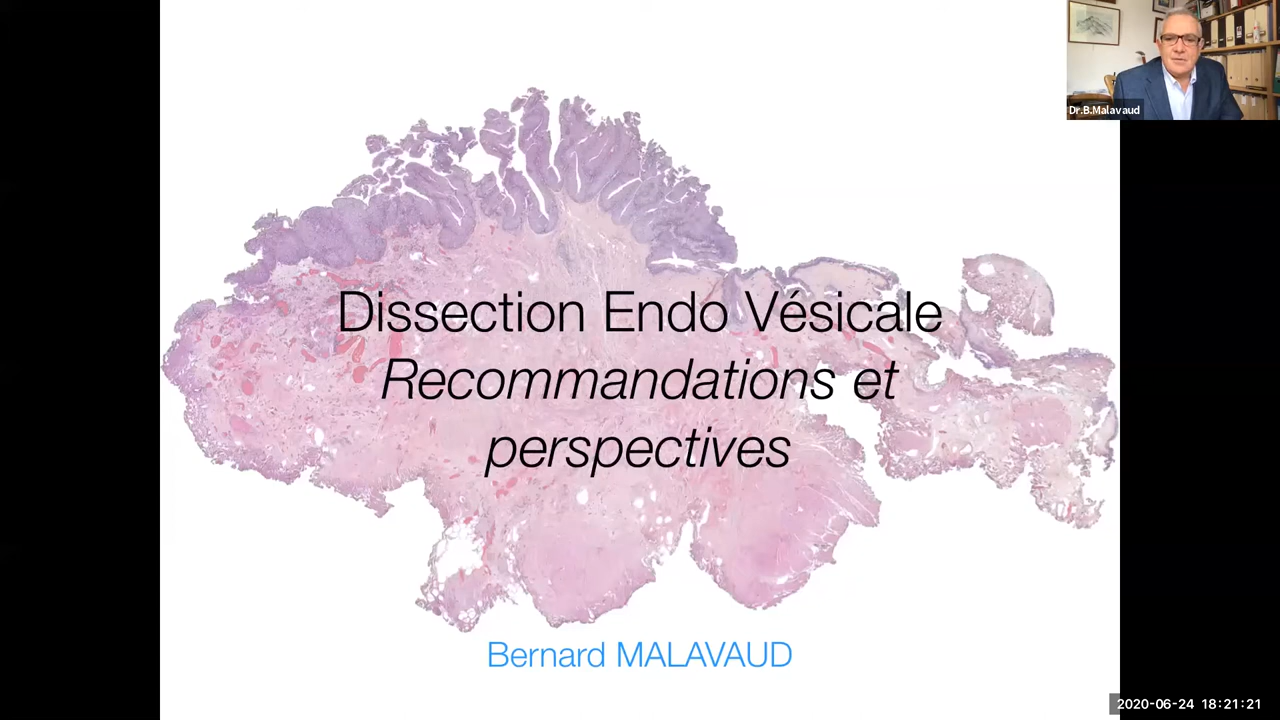 Dr.B.Malavaud
Dissection Endo Vésicale
Recommandations et
perspectives
Bernard MALAVAUD
2020-06-24 18:21:21